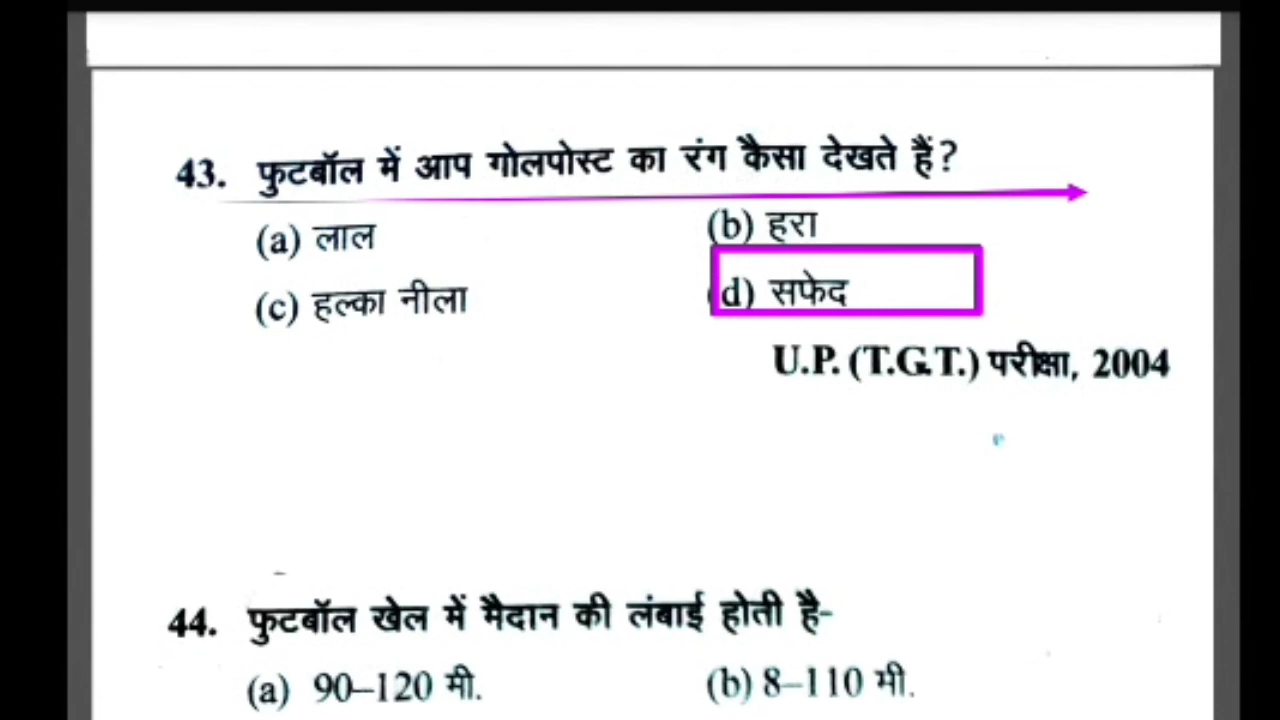 43. फुटबॉल में आप गोलपोस्ट का रंग कैसा देखते हैं?
(a) लाल (b) हरा
(c) हल्का नीला (d) सफेद
U.P. (T.G.T.) परीक्षा, 2004
44. फुटबॉल खेल में मैदान की लंबाई होती है-
(a) 90–120 मी. (b) 8–110 मी.